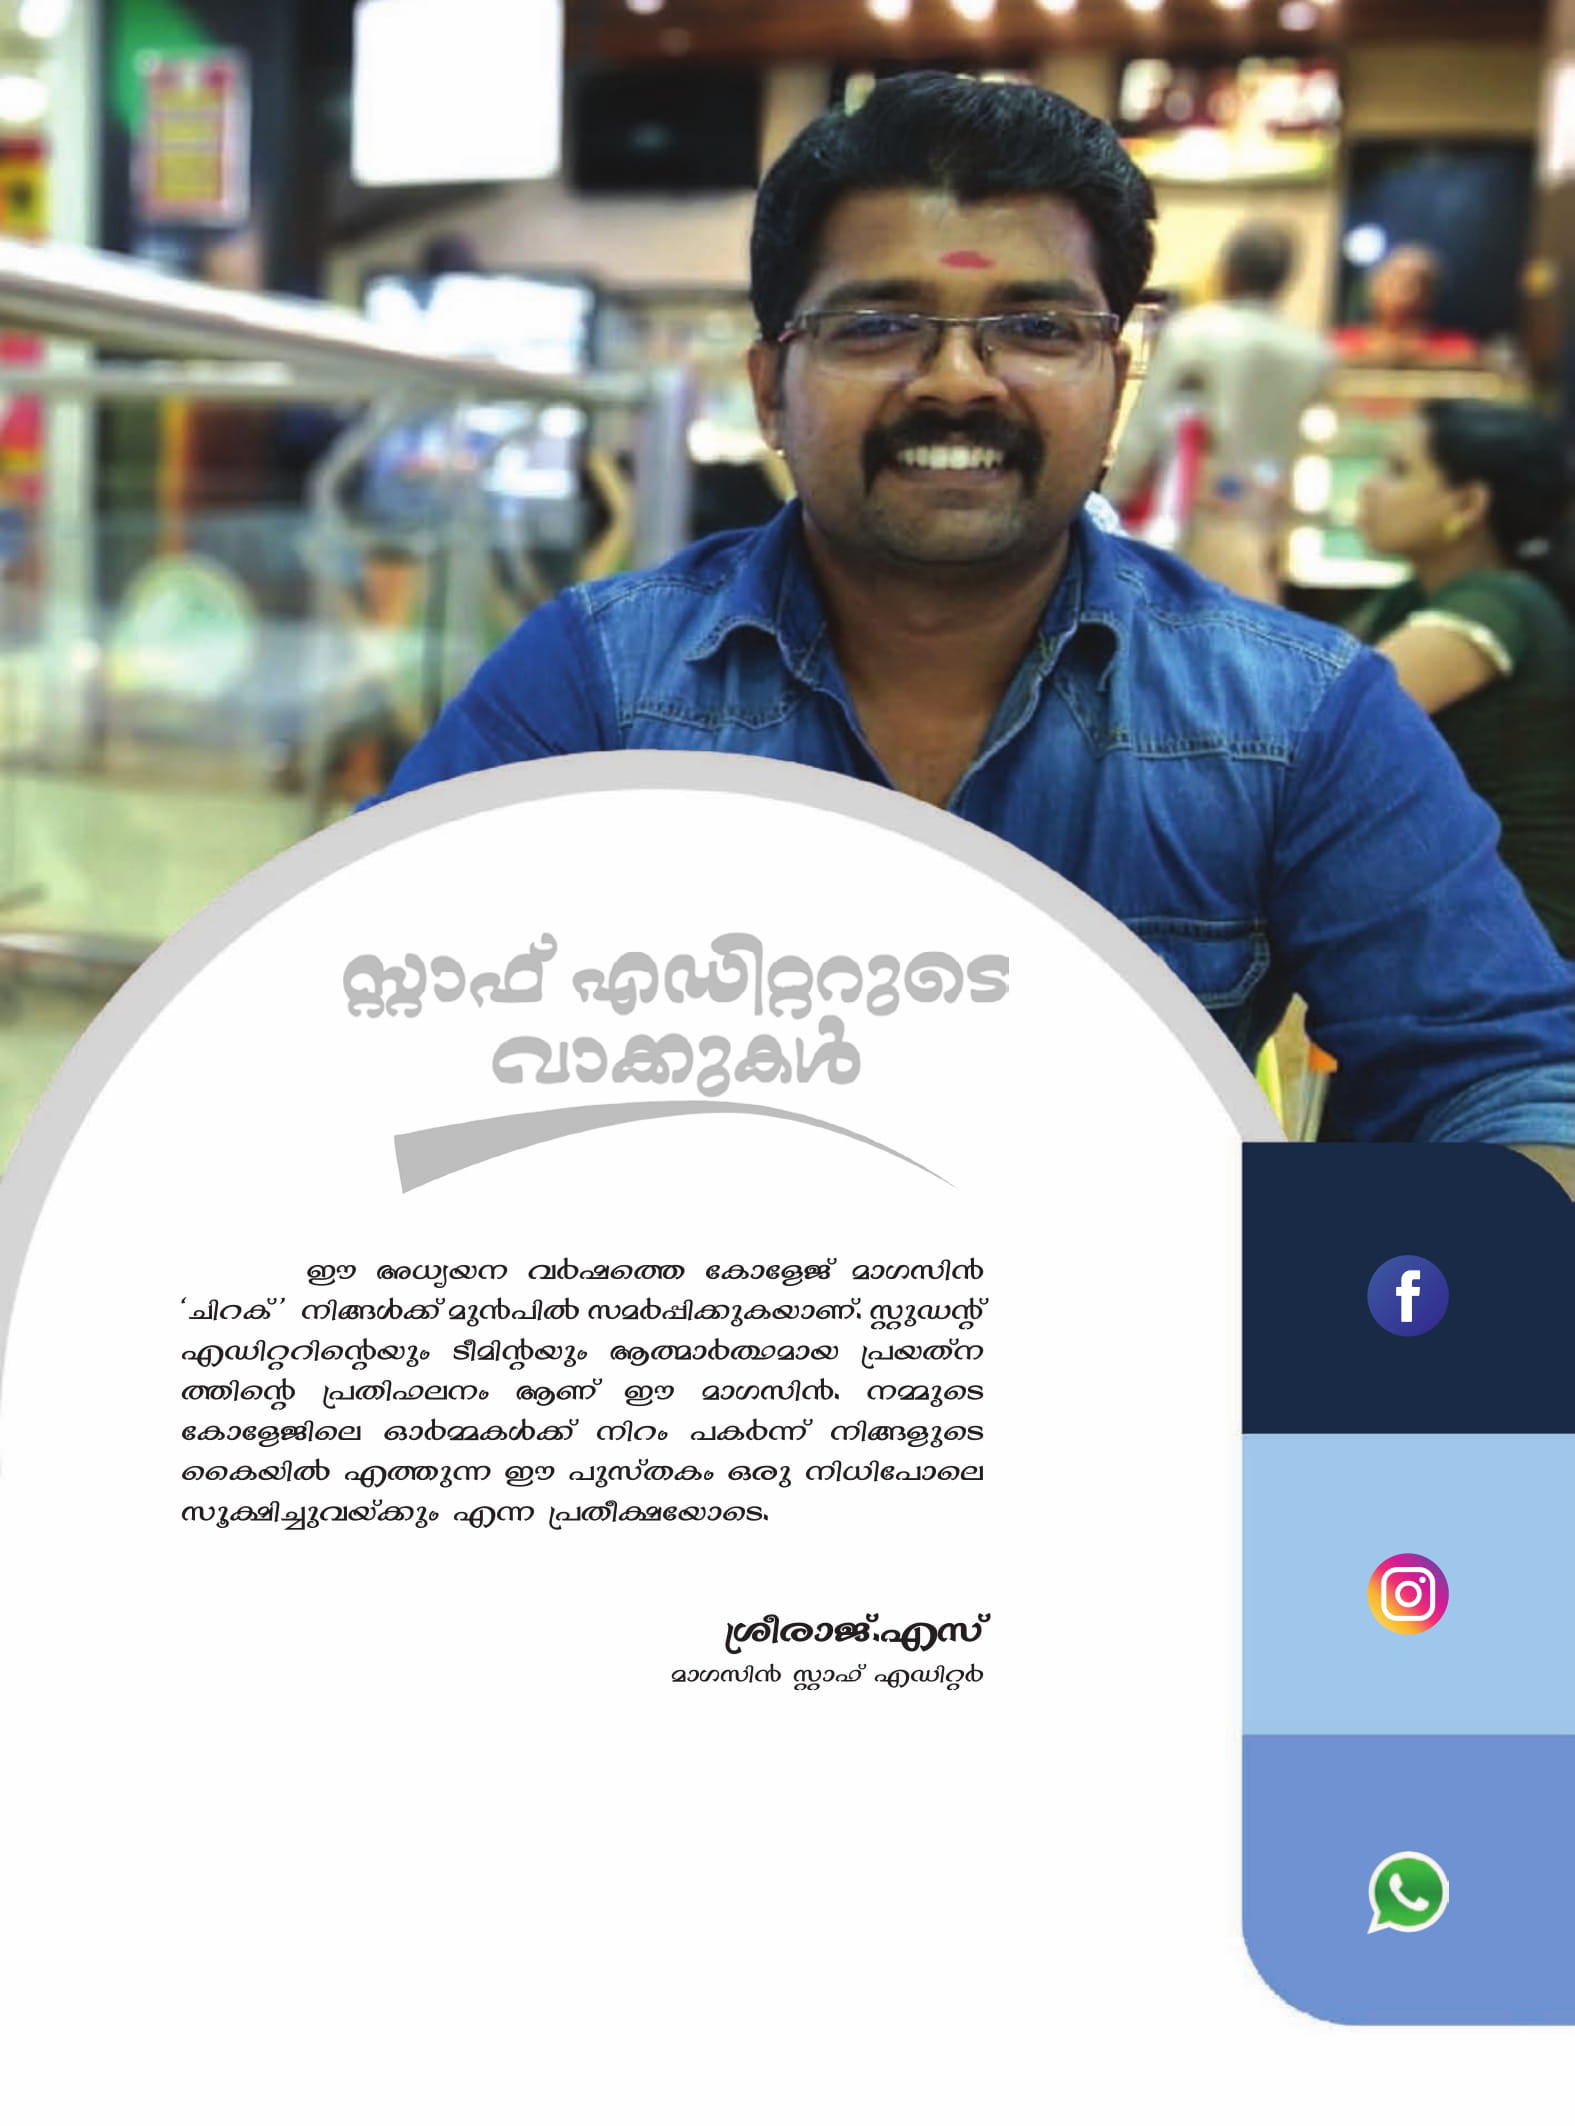 സ്റ്റാഫ് എഡിറ്ററുടെ
വാക്കുകൾ
ഈ അധ്യയന വർഷത്തെ കോളേജ് മാഗസിൻ
‘ചിറക്’ നിങ്ങൾക്ക് മുൻപിൽ സമർപ്പിക്കുകയാണ്. സ്റ്റുഡന്റ്
എഡിറ്ററിന്റെയും ടീമിന്റയും ആത്മാർത്ഥമായ പ്രയത്ന
ത്തിന്റെ പ്രതിഫലനം ആണ് ഈ മാഗസിൻ. നമ്മുടെ
കോളേജിലെ ഓർമ്മകൾക്ക് നിറം പകർന്ന് നിങ്ങളുടെ
കൈയിൽ എത്തുന്ന ഈ പുസ്തകം ഒരു നിധിപോലെ
സൂക്ഷിച്ചുവയ്ക്കും എന്ന പ്രതീക്ഷയോടെ.
ശ്രീരാജ്.എസ്
മാഗസിൻ സ്റ്റാഫ് എഡിറ്റർ